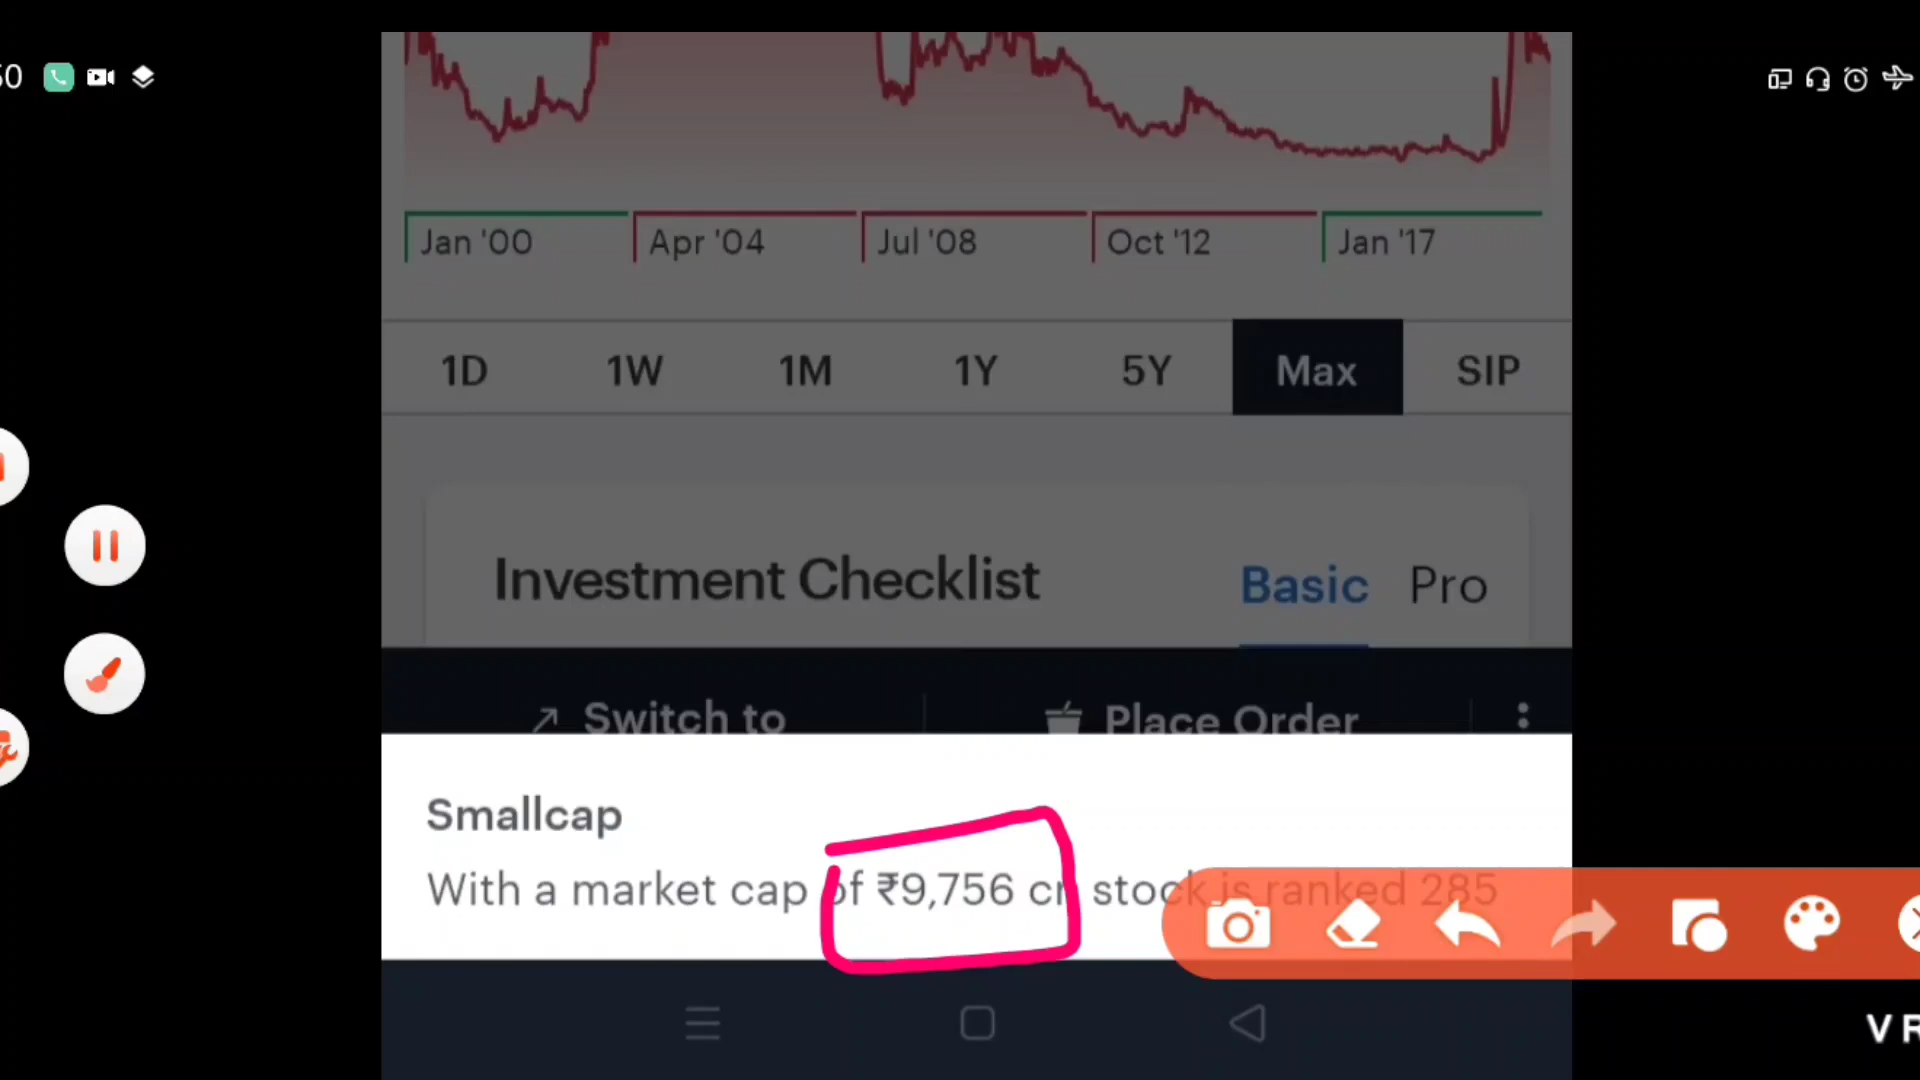 50
Jan '00 Apr '04 Jul '08 Oct '12 Jan '17
1D 1W 1M 1Y 5Y Max SIP
Investment Checklist Basic Pro
Switch to Place Order
Smallcap
With a market cap of ₹9,756 cr, stock is ranked 285